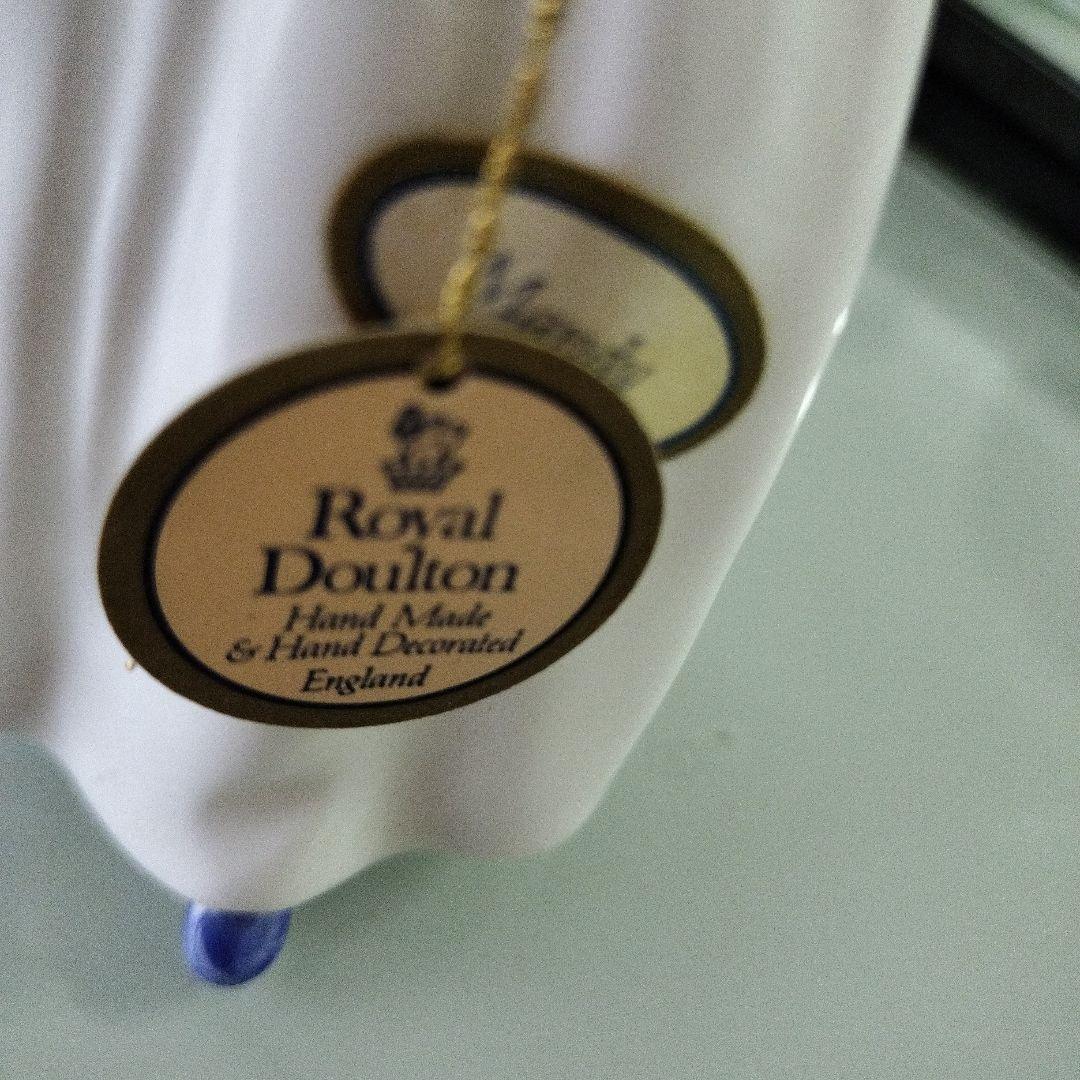 Royal
Doulton
Hand Made
& Hand Decorated
England